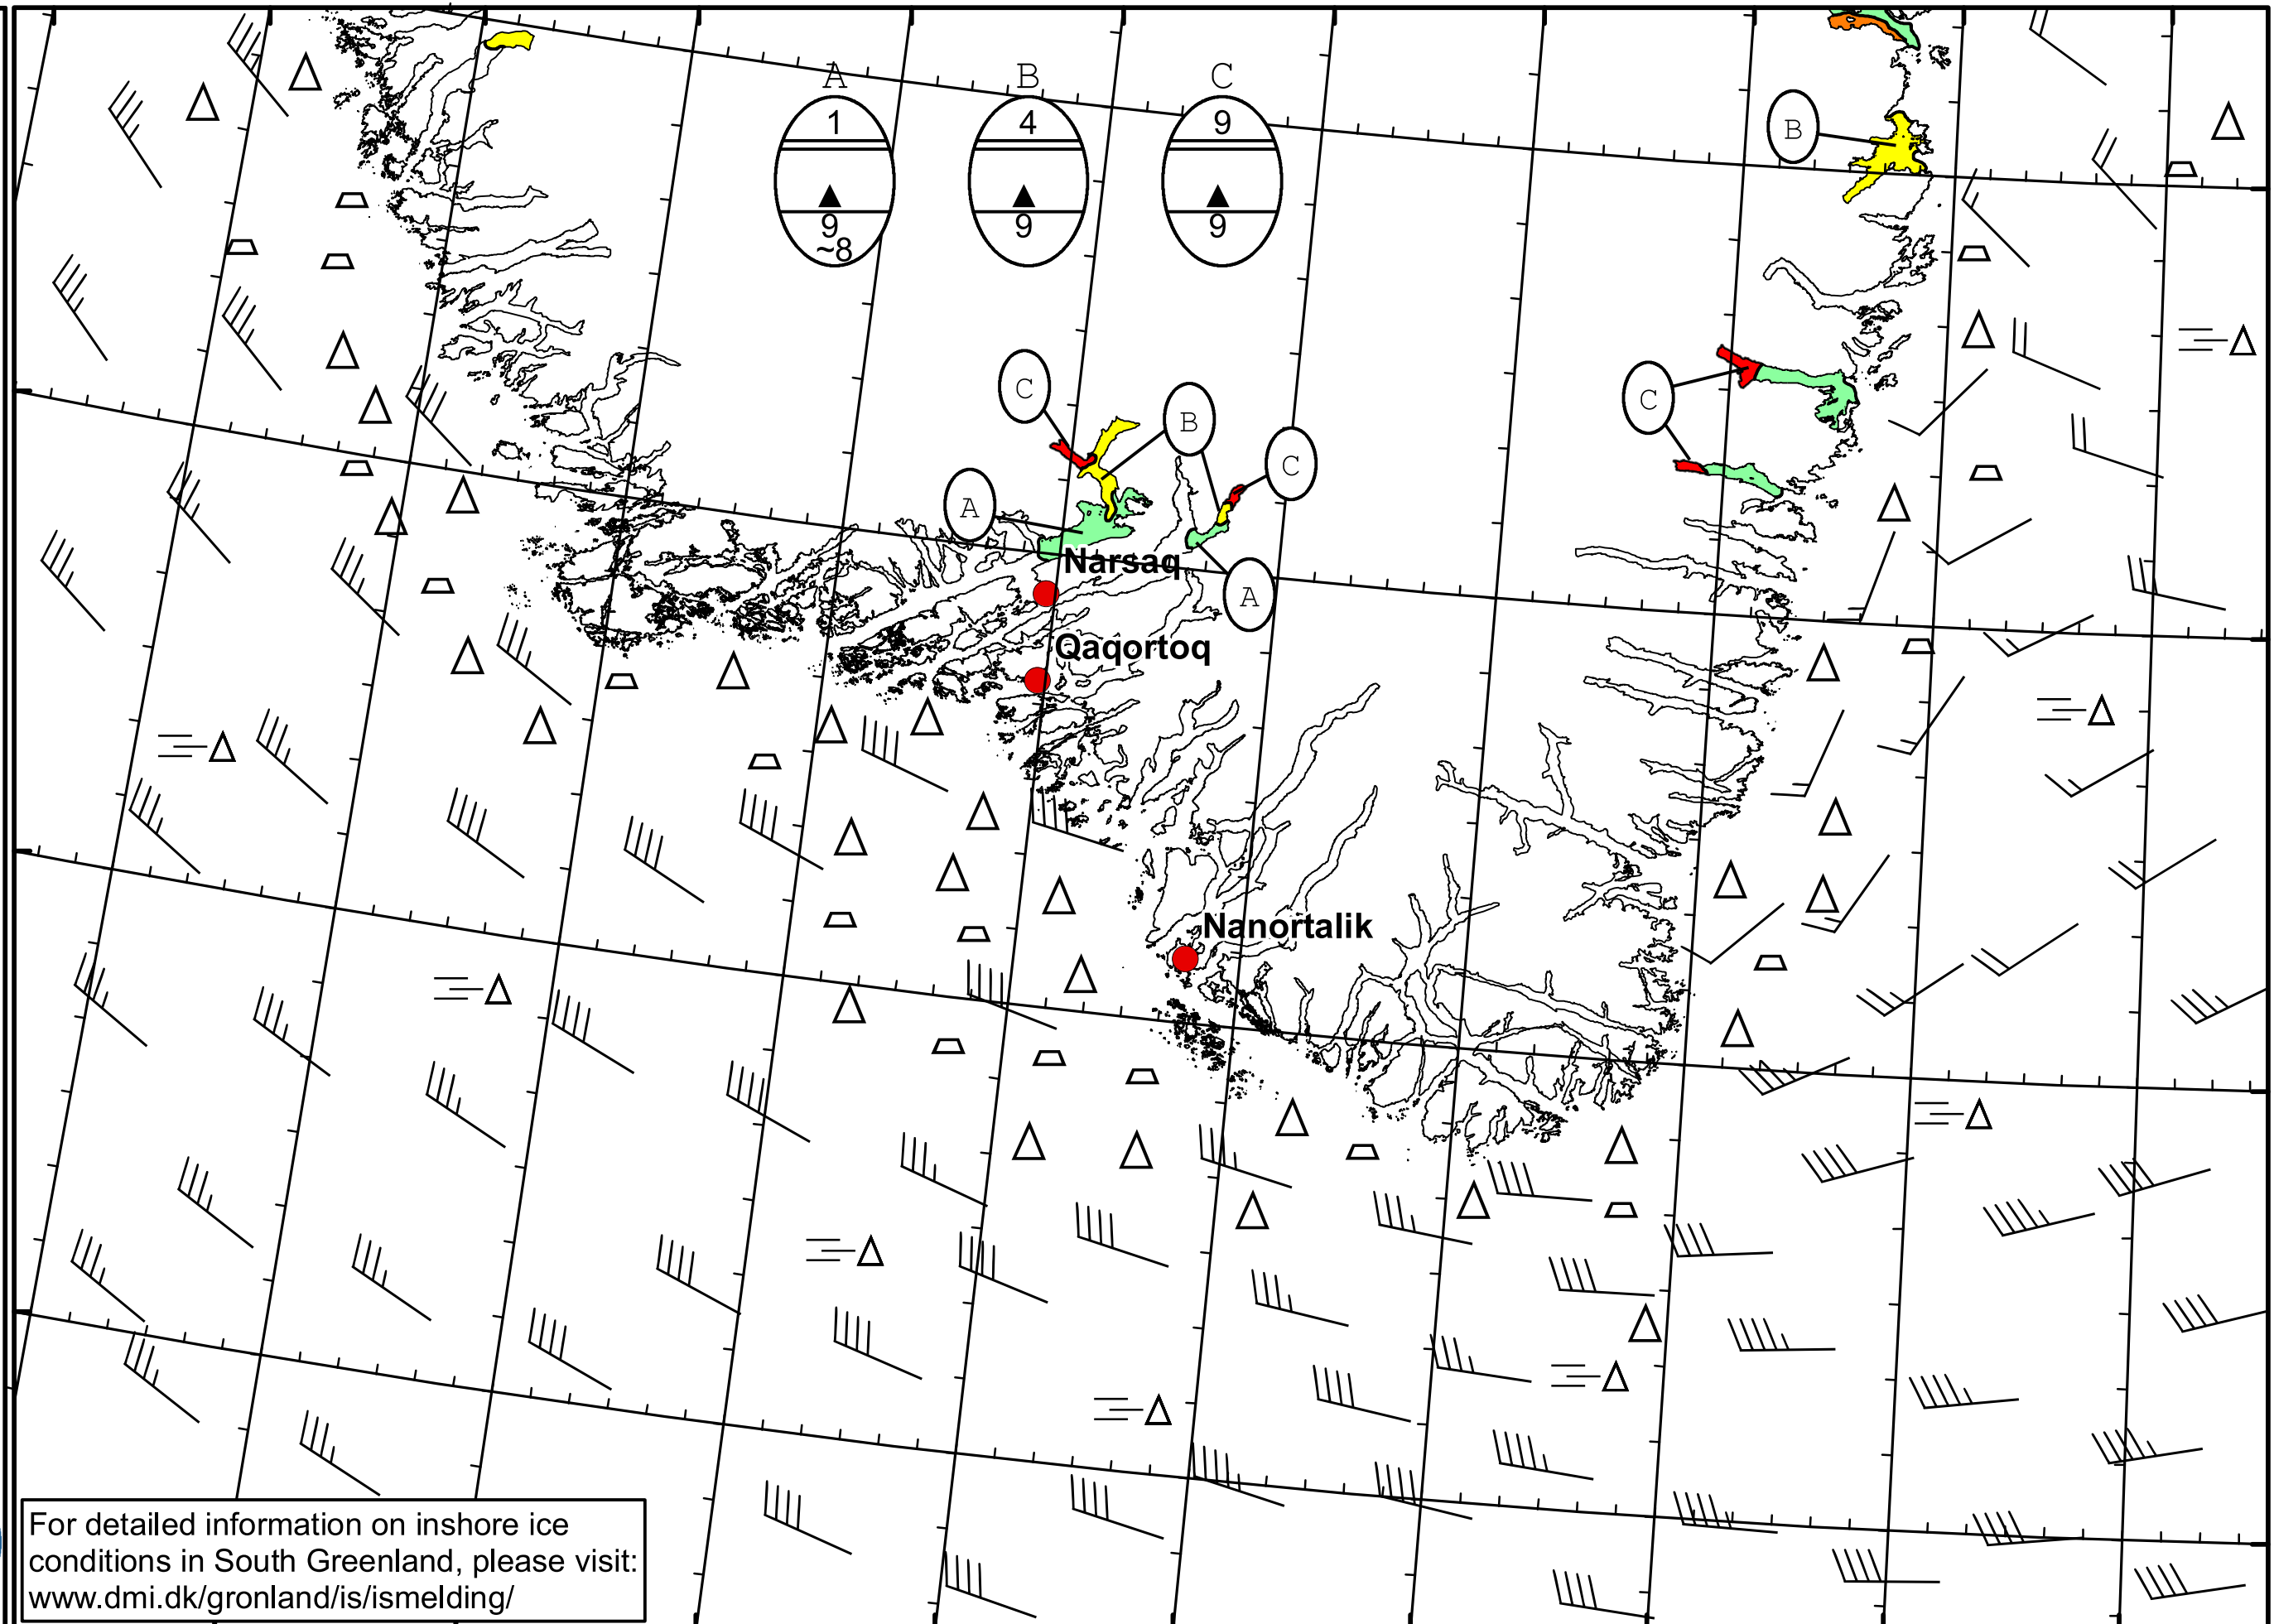 A B C
1 4 9
9 9 9
~8
B
C
C
B
C
A
A
Narsaq
Qaqortoq
Nanortalik
For detailed information on inshore ice
conditions in South Greenland, please visit:
www.dmi.dk/gronland/is/ismelding/